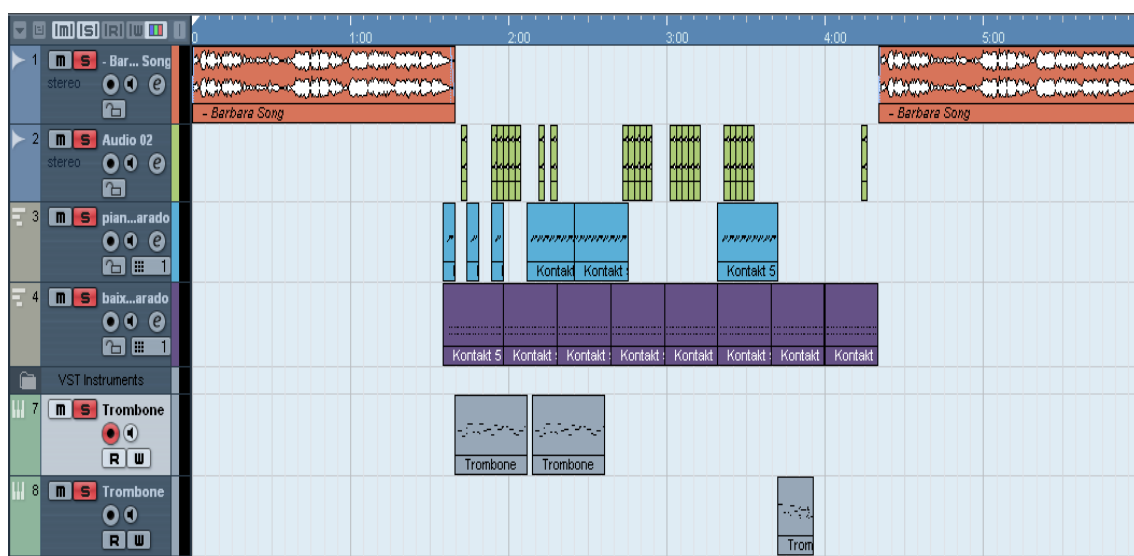 m S R W
0 1:00 2:00 3:00 4:00 5:00
1 m S - Bar... Song
stereo e
- Barbara Song - Barbara Song
2 m S Audio 02
stereo e
3 m S pian...arado
e
1
Kontakt Kontakt s Kontakt 5
4 m S baix...arado
e
1
Kontakt 5 Kontakt Kontakt Kontakt Kontakt Kontakt Kontakt Kontakt
VST Instruments
7 m S Trombone
R W
Trombone Trombone
8 m S Trombone
R W
Trom